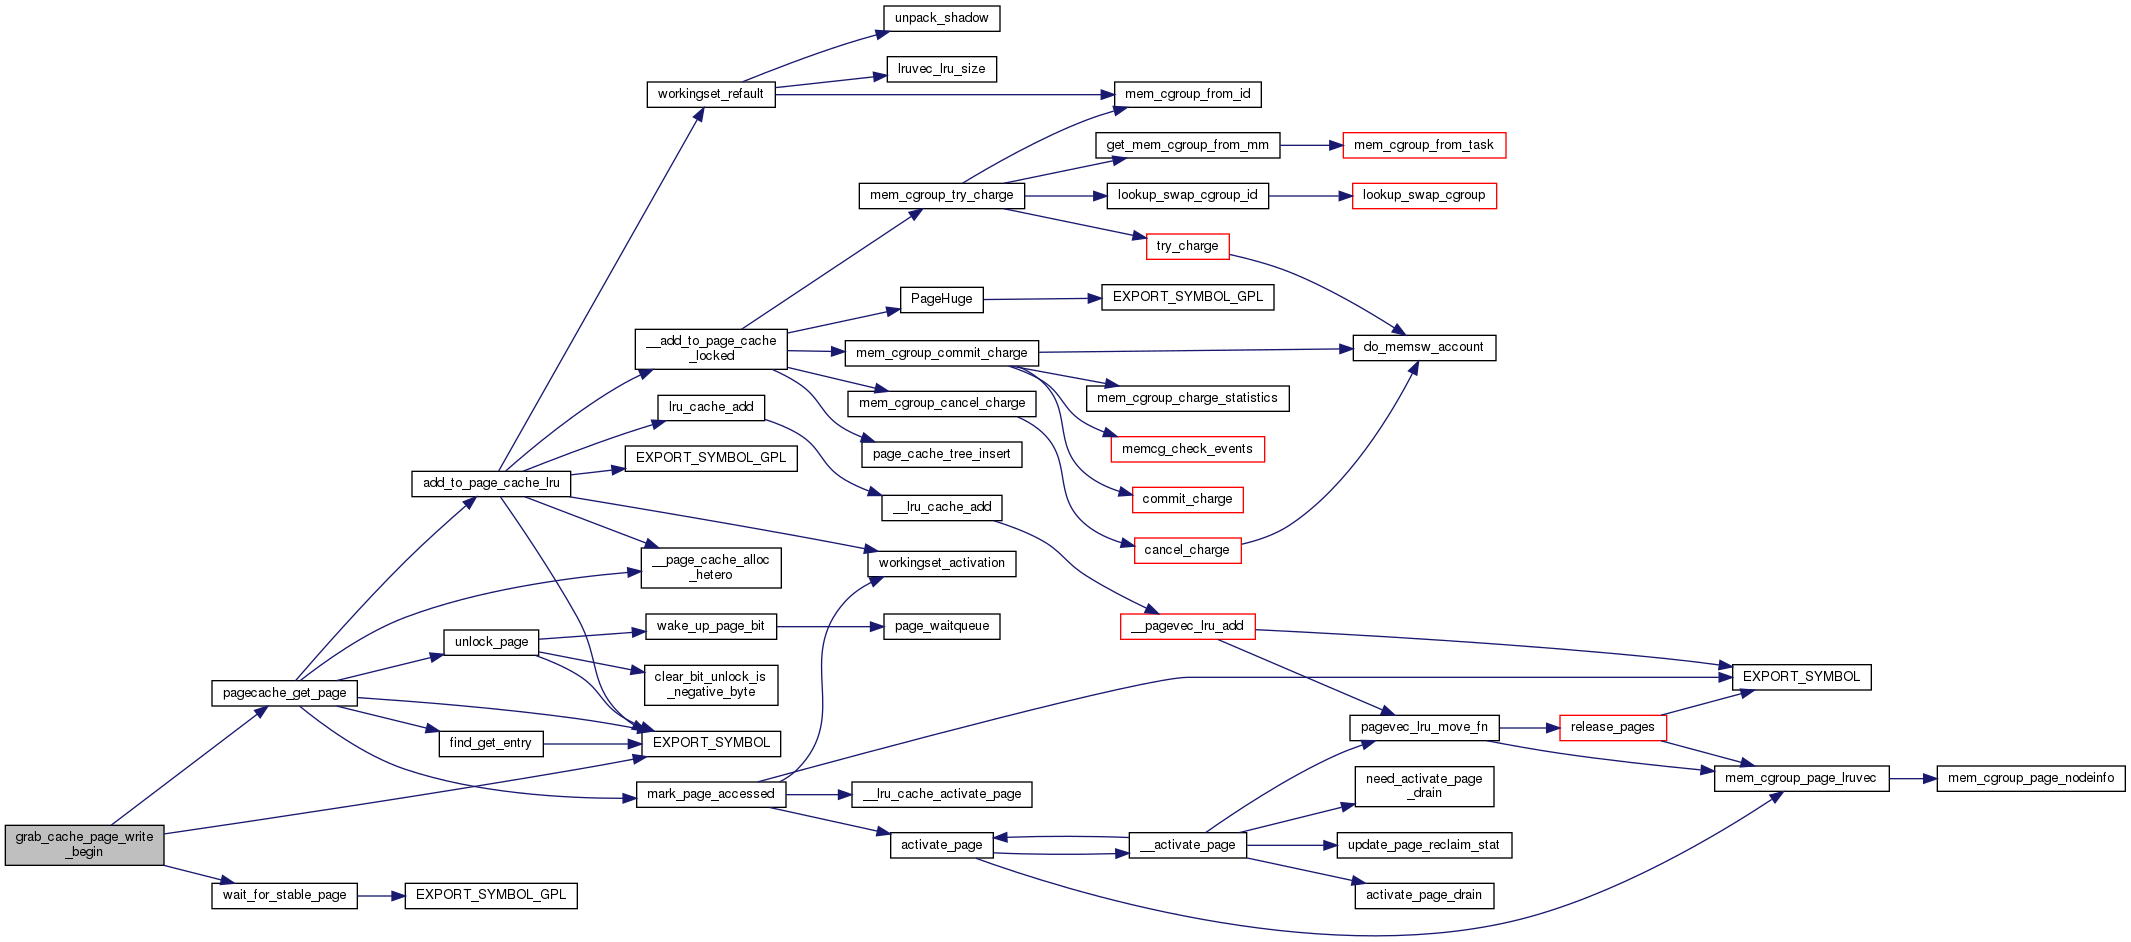 unpack_shadow
lruvec_lru_size
workingset_refault
mem_cgroup_from_id
get_mem_cgroup_from_mm
mem_cgroup_from_task
mem_cgroup_try_charge
lookup_swap_cgroup_id
lookup_swap_cgroup
try_charge
PageHuge
EXPORT_SYMBOL_GPL
__add_to_page_cache
_locked
mem_cgroup_commit_charge
do_memsw_account
mem_cgroup_cancel_charge
mem_cgroup_charge_statistics
lru_cache_add
memcg_check_events
page_cache_tree_insert
EXPORT_SYMBOL_GPL
add_to_page_cache_lru
commit_charge
__lru_cache_add
cancel_charge
workingset_activation
__page_cache_alloc
_hetero
wake_up_page_bit
page_waitqueue
__pagevec_lru_add
unlock_page
clear_bit_unlock_is
_negative_byte
EXPORT_SYMBOL
pagecache_get_page
pagevec_lru_move_fn
release_pages
find_get_entry
EXPORT_SYMBOL
mem_cgroup_page_lruvec
mem_cgroup_page_nodeinfo
need_activate_page
_drain
mark_page_accessed
__lru_cache_activate_page
grab_cache_page_write
_begin
activate_page
__activate_page
update_page_reclaim_stat
wait_for_stable_page
EXPORT_SYMBOL_GPL
activate_page_drain